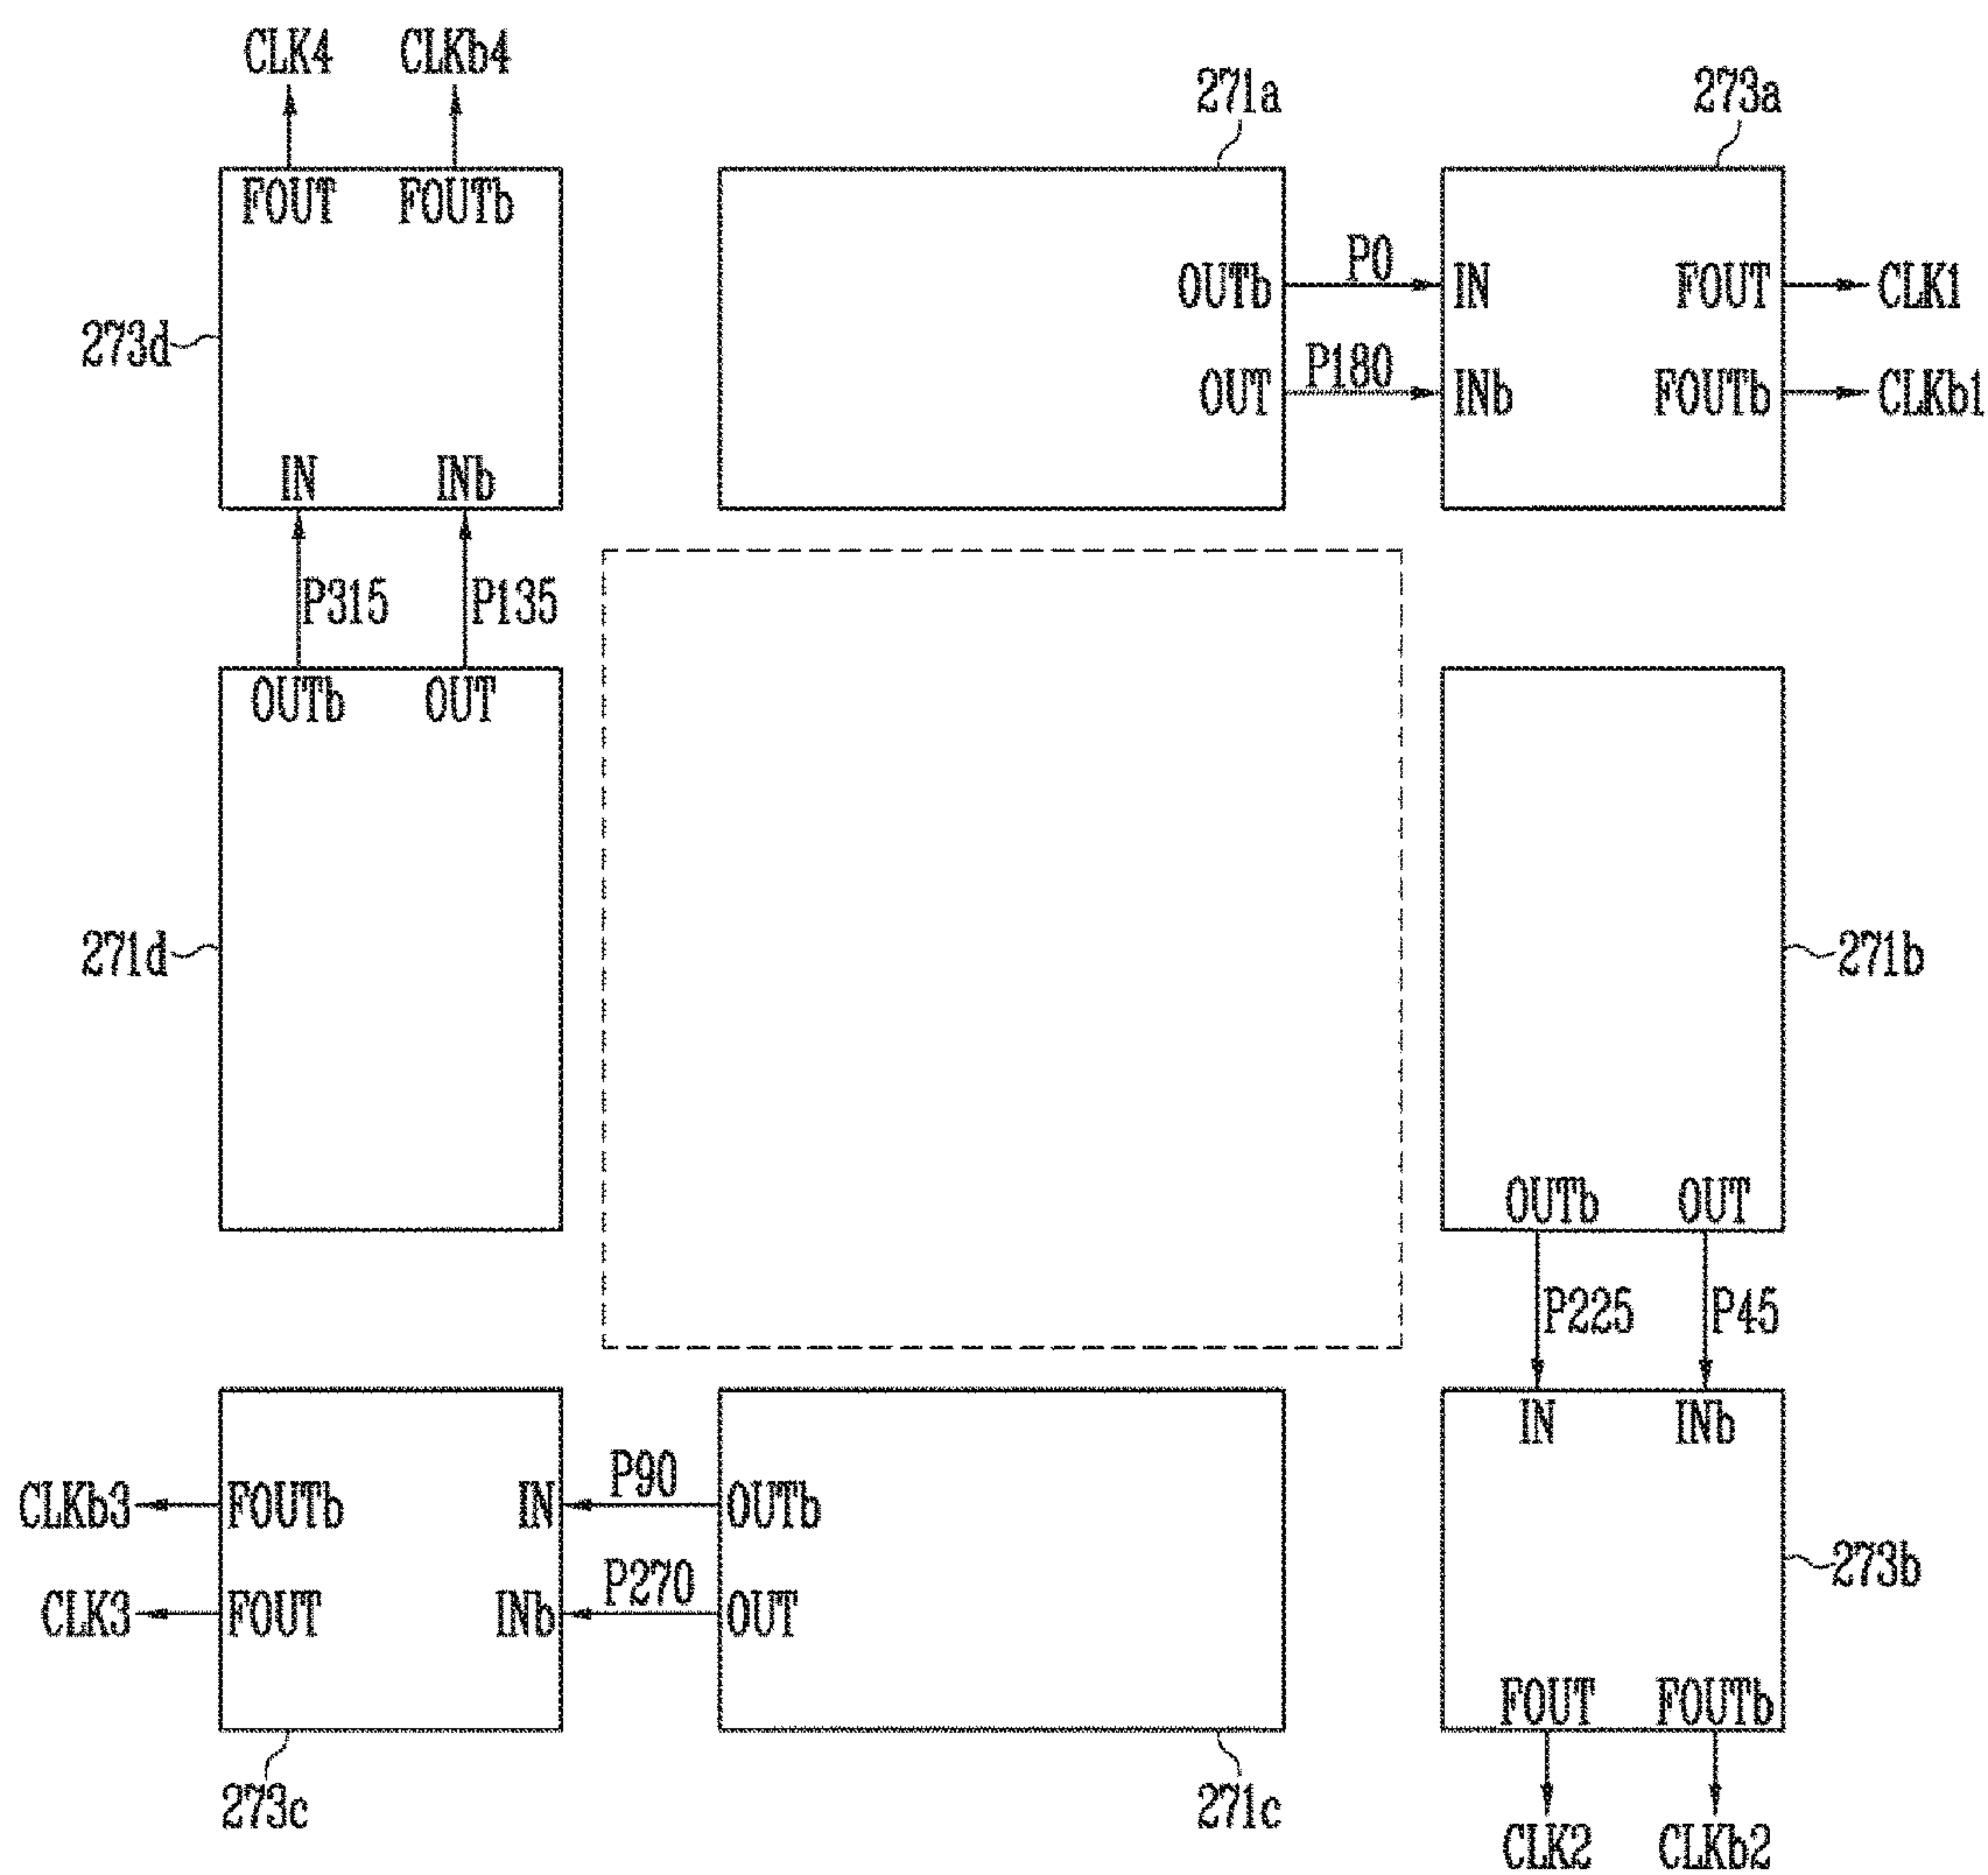 CLK4 CLKb4
271a 273a
FOUT FOUTb
OUTb P0 IN FOUT CLK1
273d
OUT P180 INb FOUTb CLKb1
IN INb
P315 P135
OUTb OUT
271d 271b
OUTb OUT
P225 P45
IN INb
CLKb3 FOUTb IN P90 OUTb
273b
CLK3 FOUT INb P270 OUT
FOUT FOUTb
273c 271c
CLK2 CLKb2